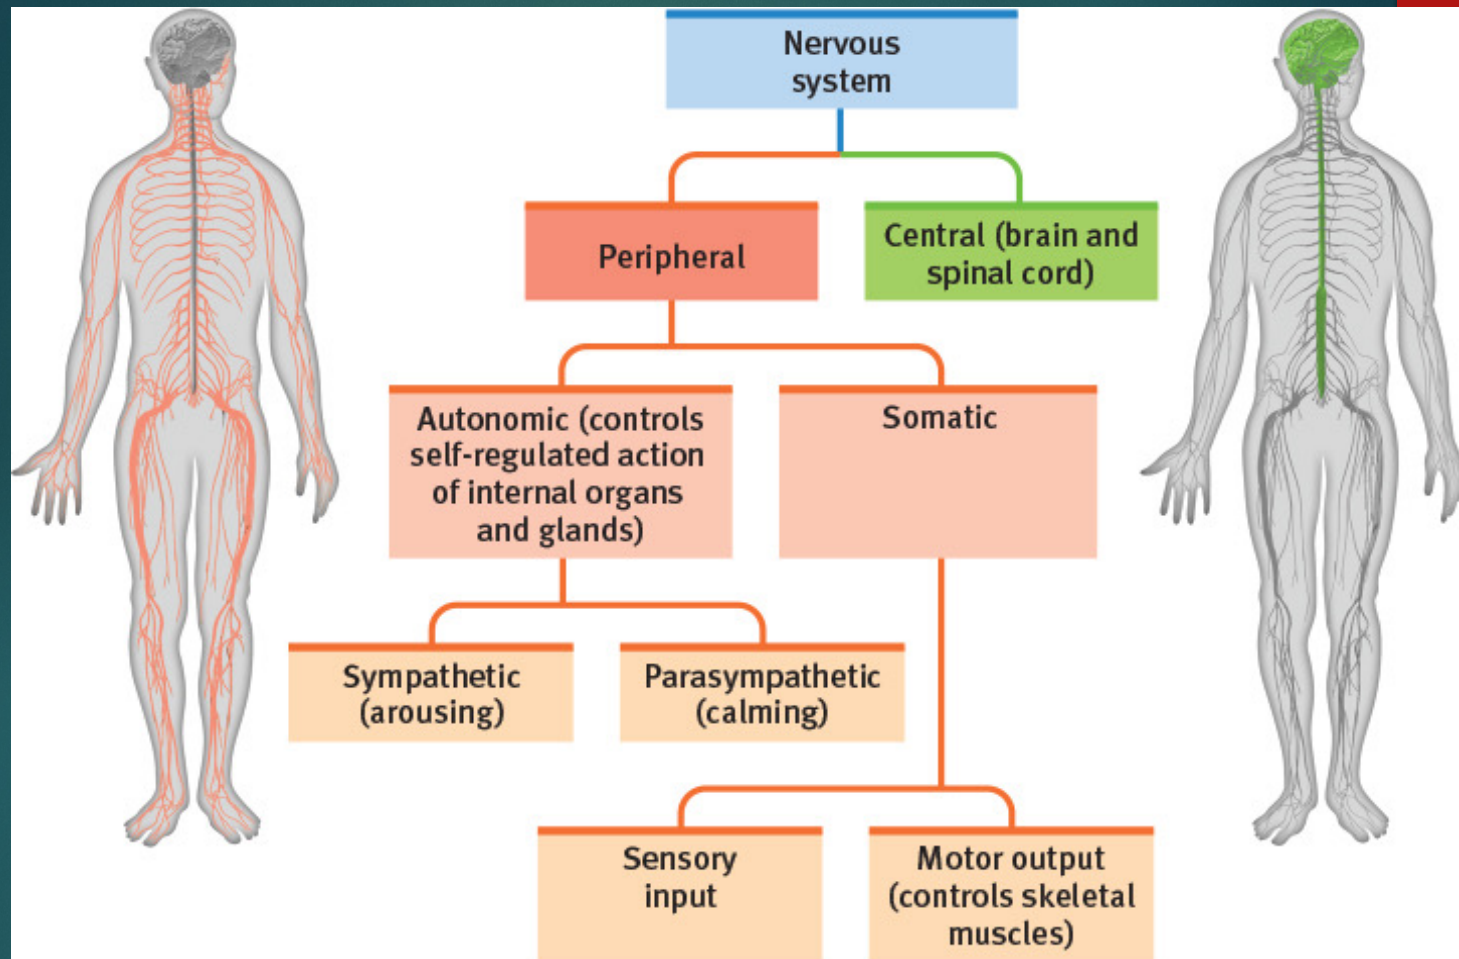 Nervous
system
Peripheral
Central (brain and
spinal cord)
Autonomic (controls
self-regulated action
of internal organs
and glands)
Somatic
Sympathetic
(arousing)
Parasympathetic
(calming)
Sensory
input
Motor output
(controls skeletal
muscles)